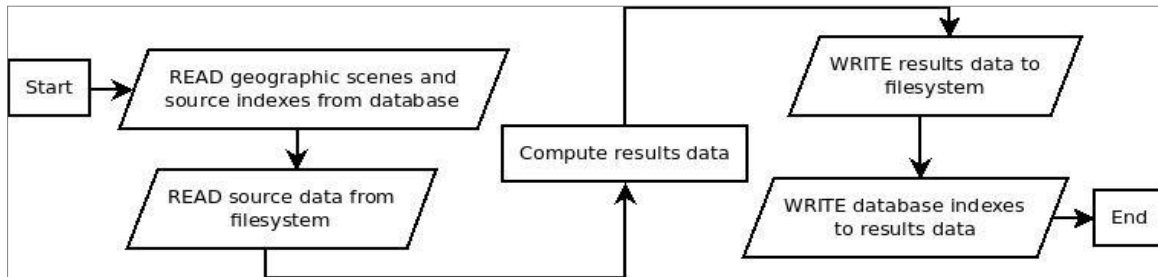 Start
READ geographic scenes and
source indexes from database
READ source data from
filesystem
Compute results data
WRITE results data to
filesystem
WRITE database indexes
to results data
End